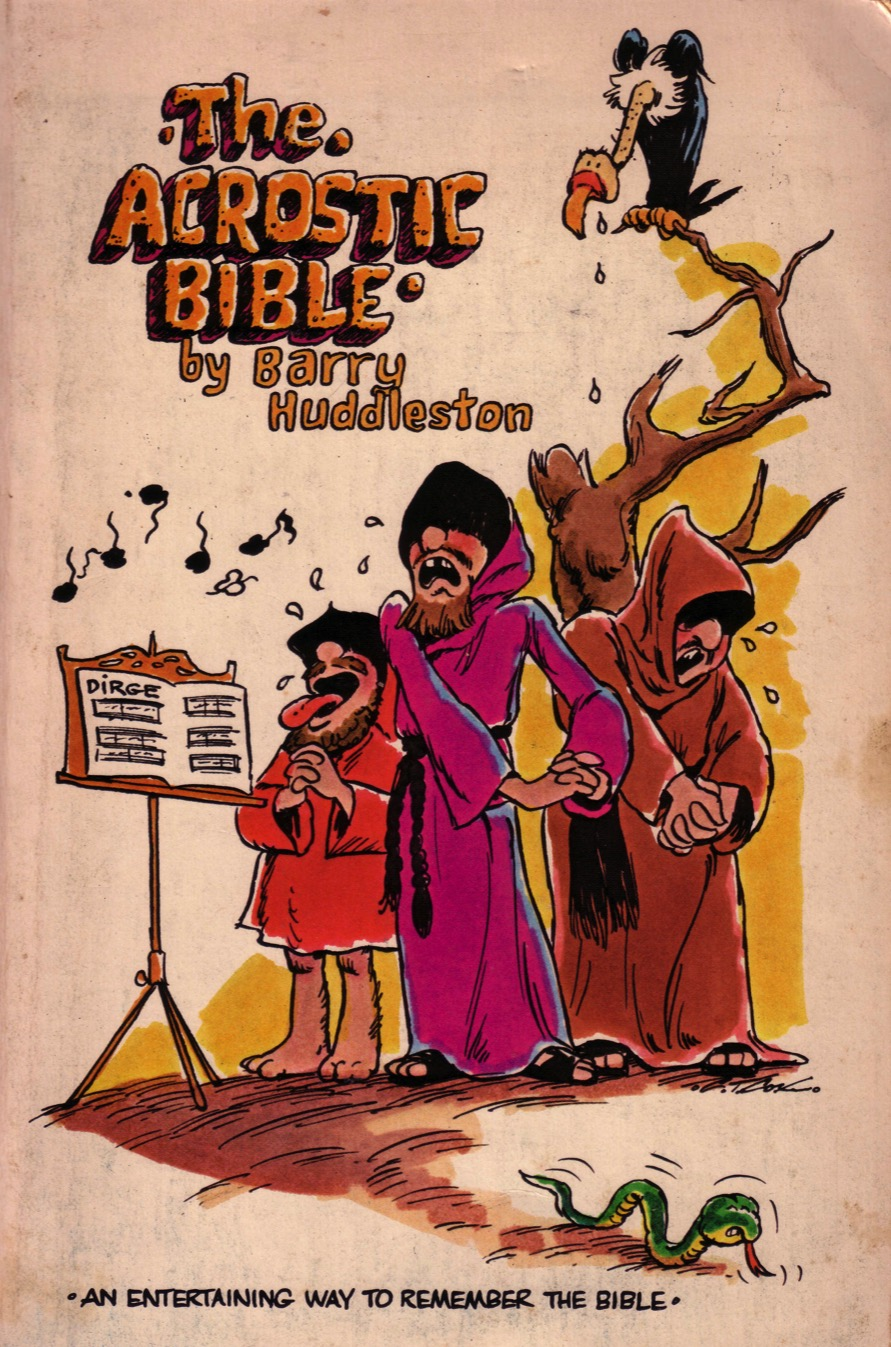 The
ACROSTIC
BIBLE
by Barry
Huddleston
DIRGE
•AN ENTERTAINING WAY TO REMEMBER THE BIBLE•